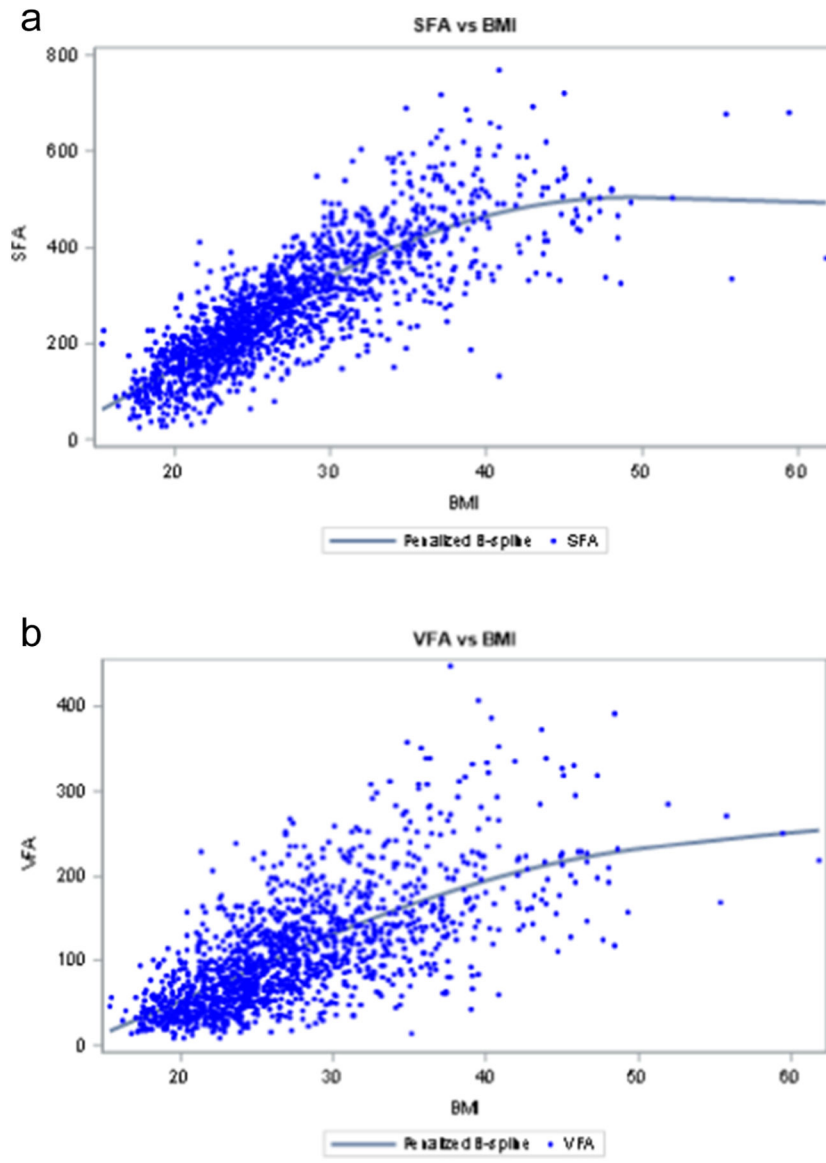 a
SFA vs BMI
800
600
400
200
0
SFA
20 30 40 50 60
BMI
Penalized B-spline SFA
b
VFA vs BMI
400
300
200
100
0
VFA
20 30 40 50 60
BMI
Penalized B-spline VFA